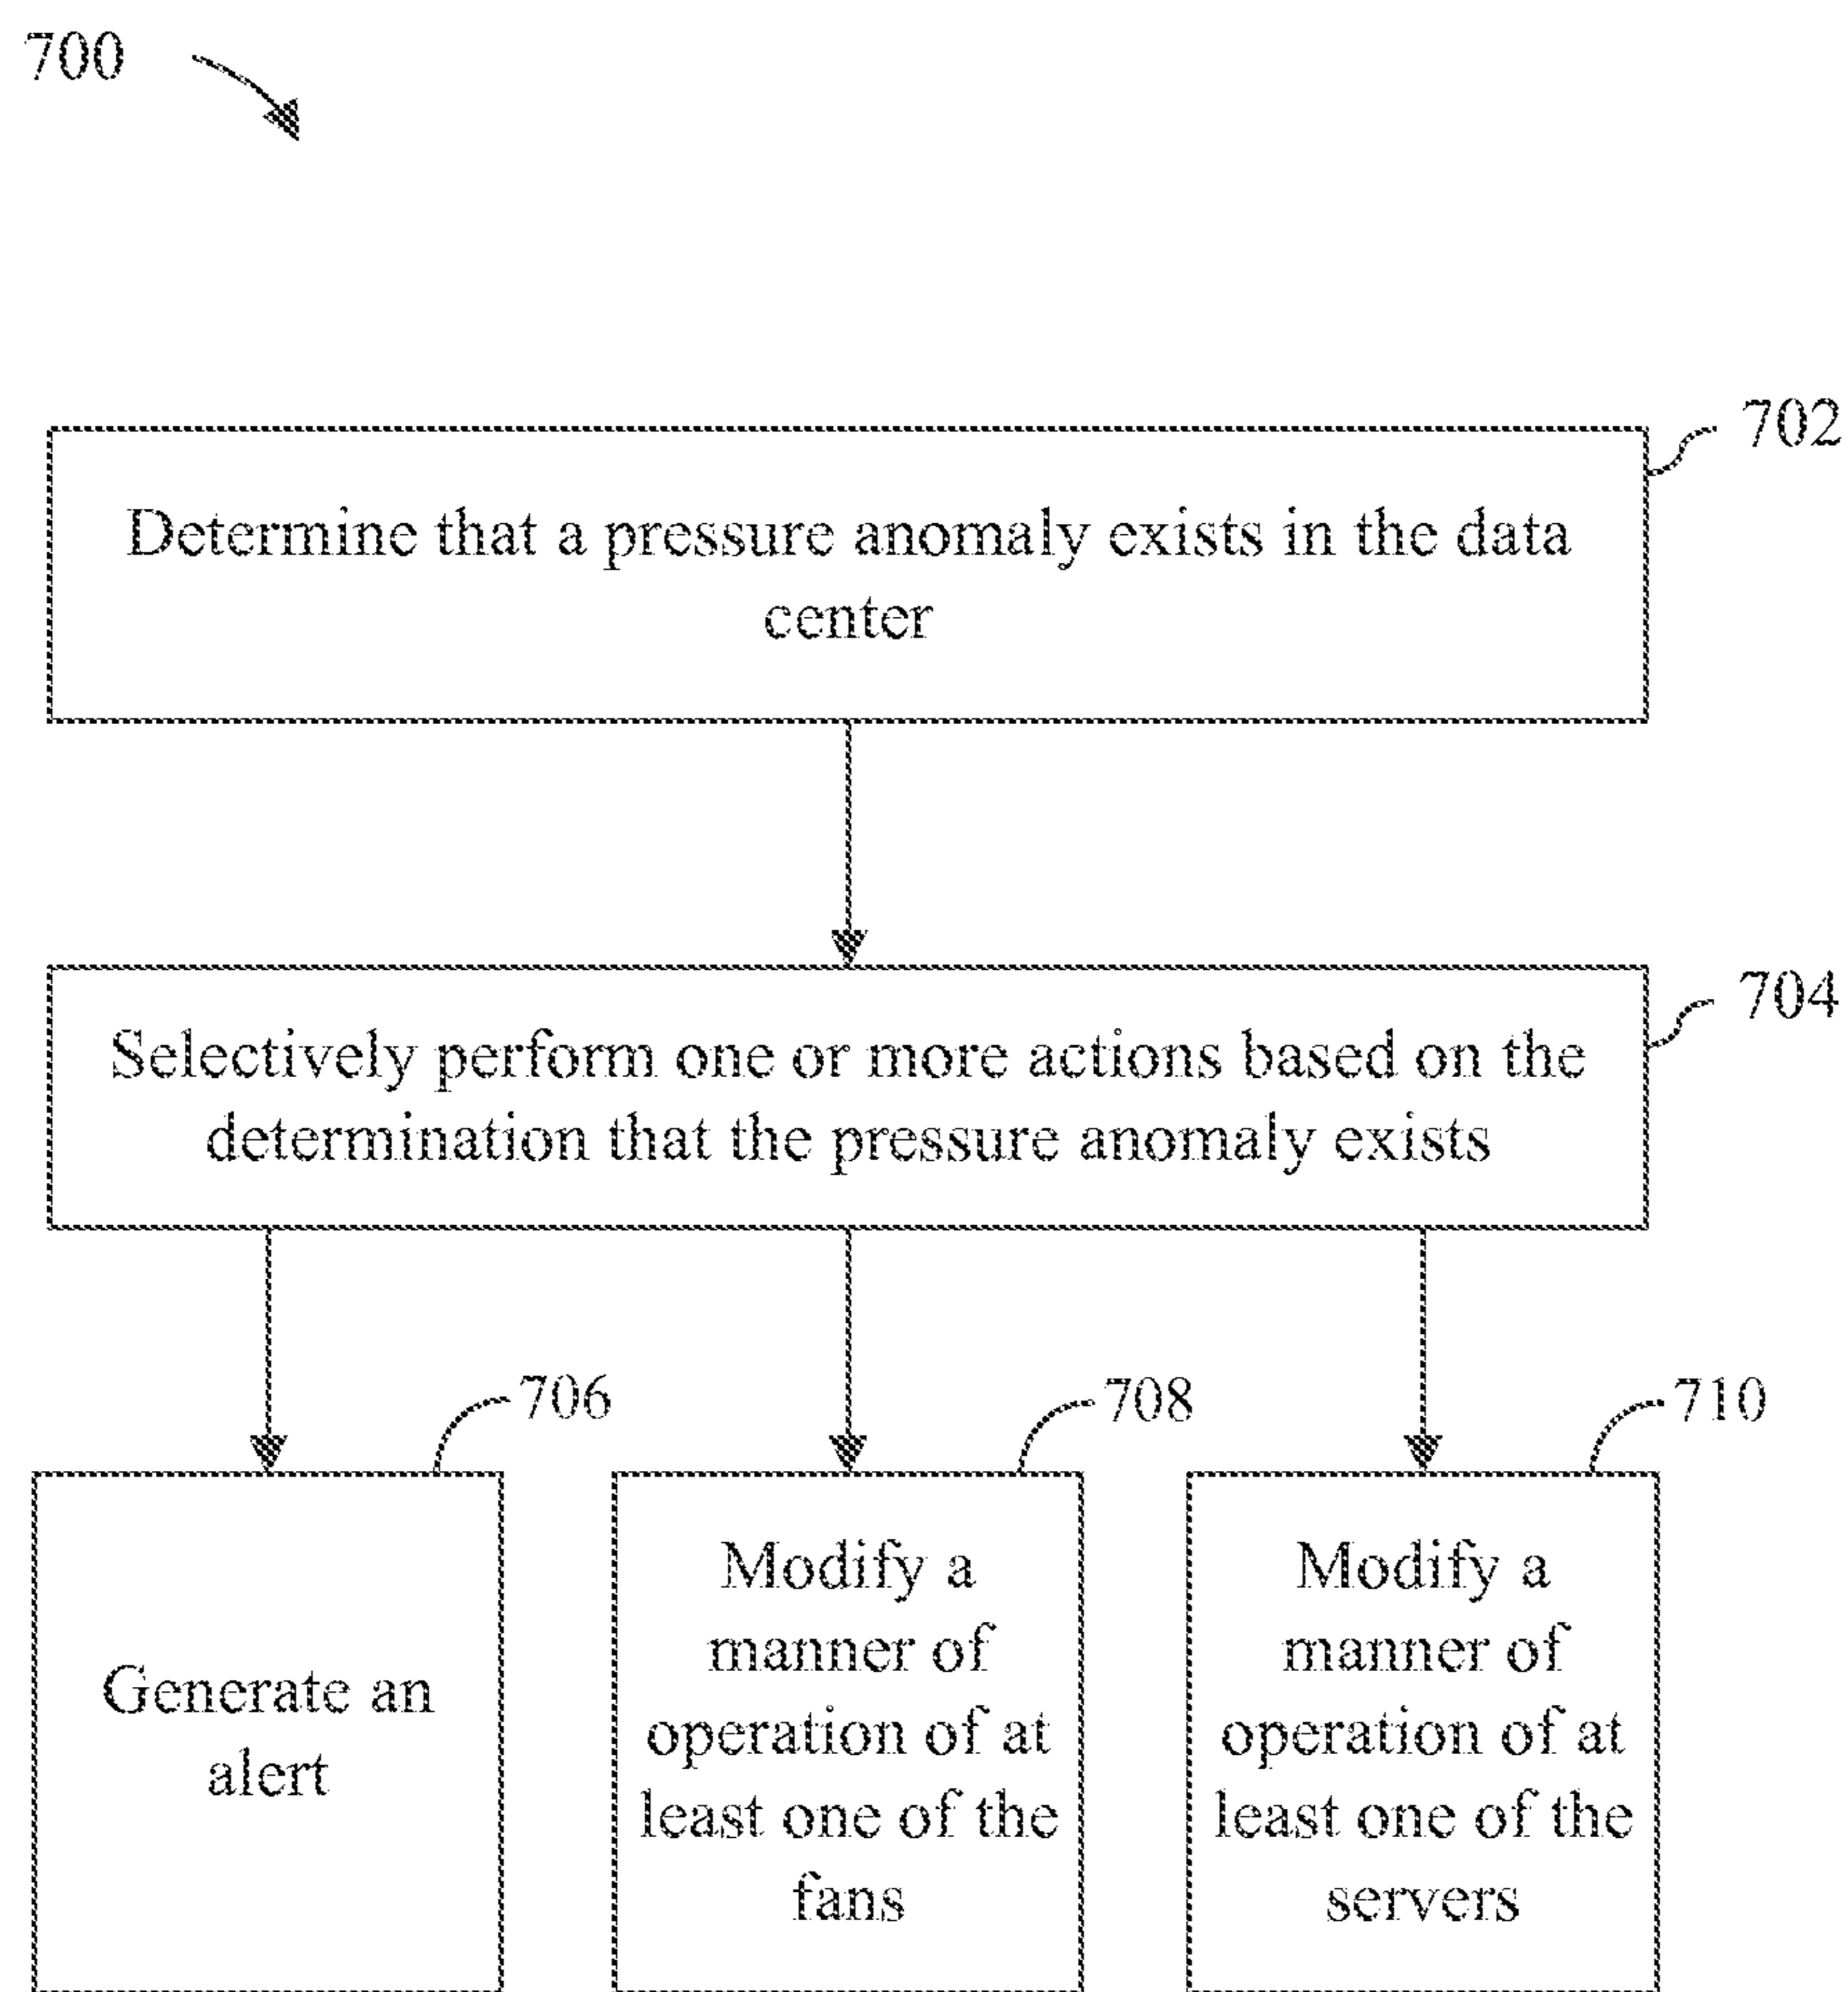 700
702
Determine that a pressure anomaly exists in the data
center
704
Selectively perform one or more actions based on the
determination that the pressure anomaly exists
706
708
710
Generate an
alert
Modify a
manner of
operation of at
least one of the
fans
Modify a
manner of
operation of at
least one of the
servers